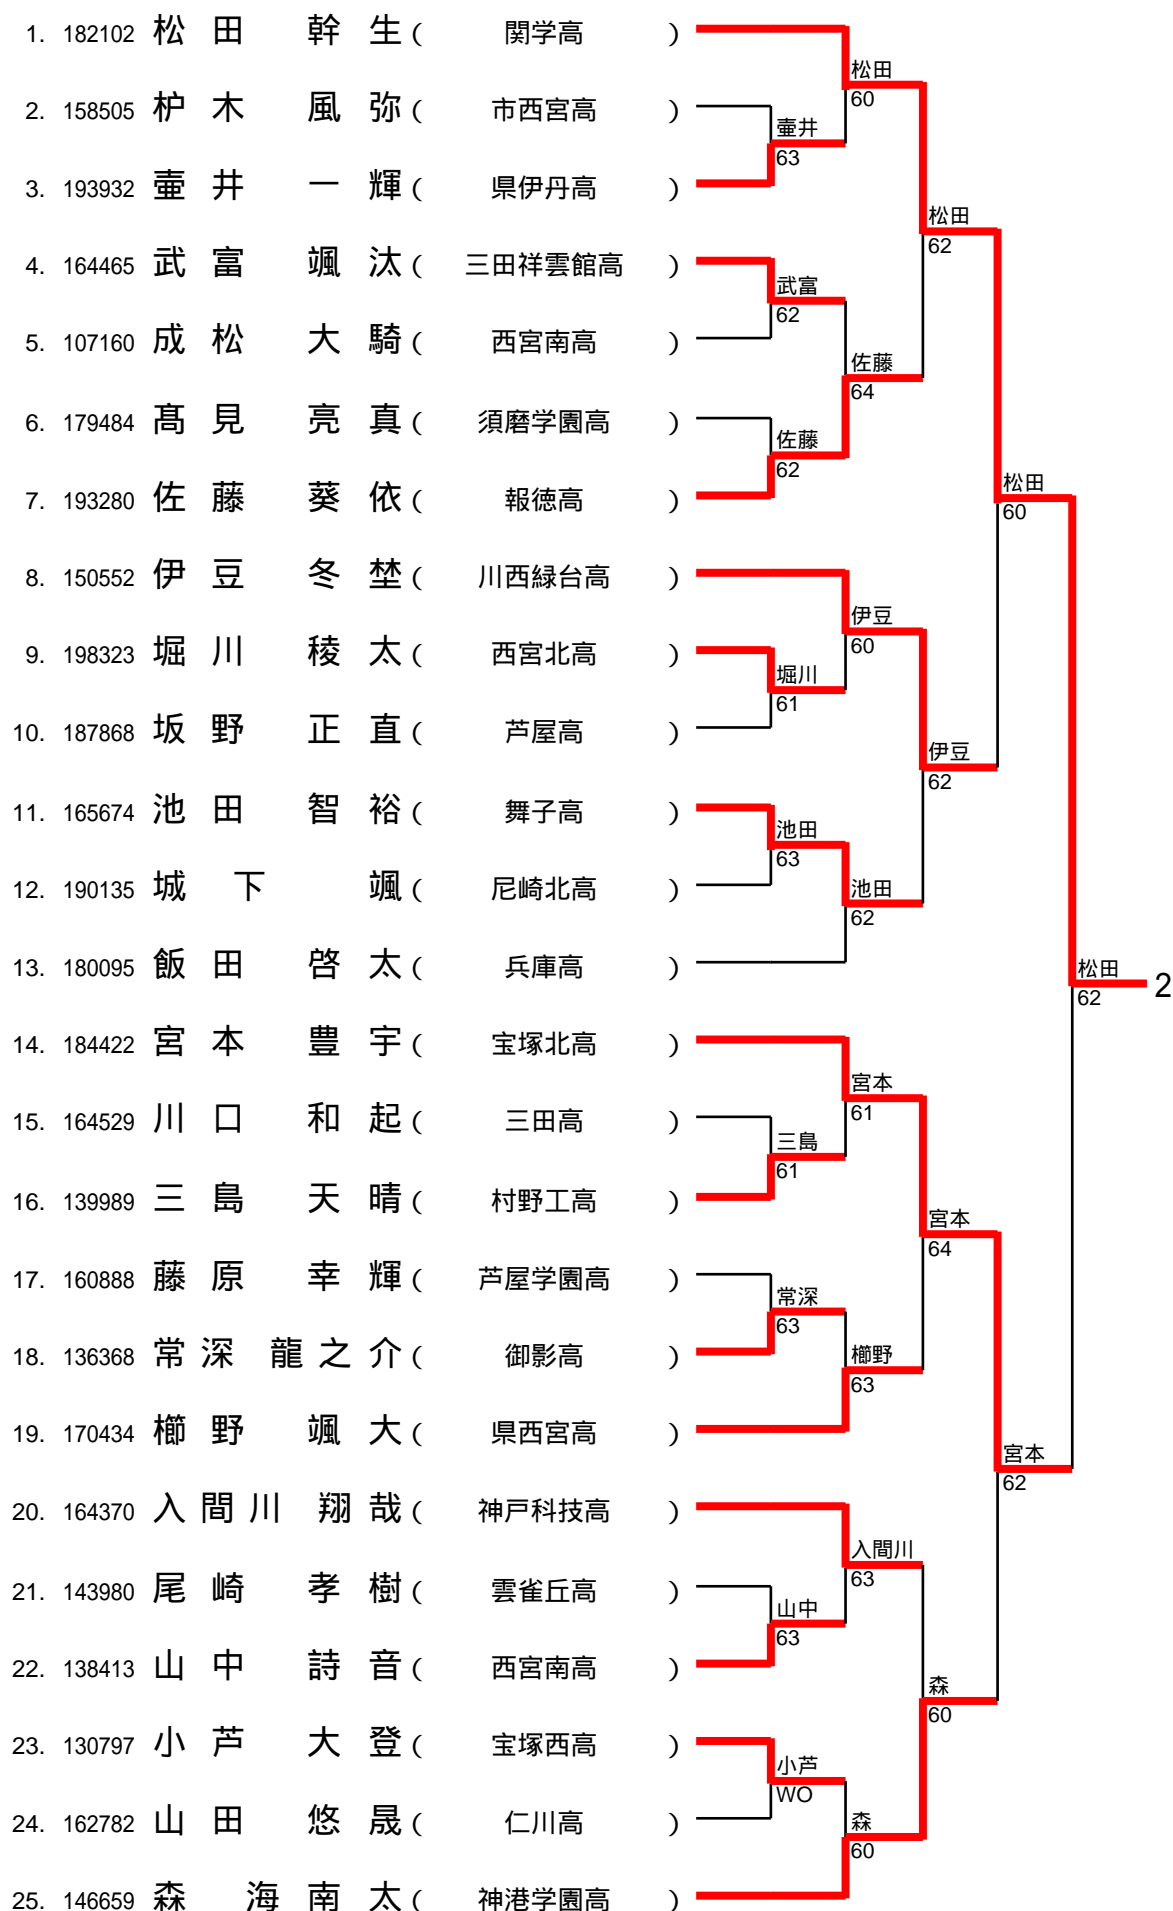 1. 182102 松田 幹生 ( 関学高 )
松田
60
2. 158505 枦木 風弥 ( 市西宮高 )
壷井
63
3. 193932 壷井 一輝 ( 県伊丹高 )
松田
62
4. 164465 武富 颯汰 ( 三田祥雲館高 )
武富
62
5. 107160 成松 大騎 ( 西宮南高 )
佐藤
64
6. 179484 髙見 亮真 ( 須磨学園高 )
佐藤
62
7. 193280 佐藤 葵依 ( 報徳高 )
松田
60
8. 150552 伊豆 冬埜 ( 川西緑台高 )
伊豆
60
9. 198323 堀川 稜太 ( 西宮北高 )
堀川
61
10. 187868 坂野 正直 ( 芦屋高 )
伊豆
62
11. 165674 池田 智裕 ( 舞子高 )
池田
63
12. 190135 城下 颯 ( 尼崎北高 )
池田
62
13. 180095 飯田 啓太 ( 兵庫高 )
松田
62
2
14. 184422 宮本 豊宇 ( 宝塚北高 )
宮本
61
15. 164529 川口 和起 ( 三田高 )
三島
61
16. 139989 三島 天晴 ( 村野工高 )
宮本
64
17. 160888 藤原 幸輝 ( 芦屋学園高 )
常深
63
18. 136368 常深 龍之介 ( 御影高 )
櫛野
63
19. 170434 櫛野 颯大 ( 県西宮高 )
宮本
62
20. 164370 入間川 翔哉 ( 神戸科技高 )
入間川
63
21. 143980 尾崎 孝樹 ( 雲雀丘高 )
山中
63
22. 138413 山中 詩音 ( 西宮南高 )
森
60
23. 130797 小芦 大登 ( 宝塚西高 )
小芦
WO
24. 162782 山田 悠晟 ( 仁川高 )
森
60
25. 146659 森 海南太 ( 神港学園高 )